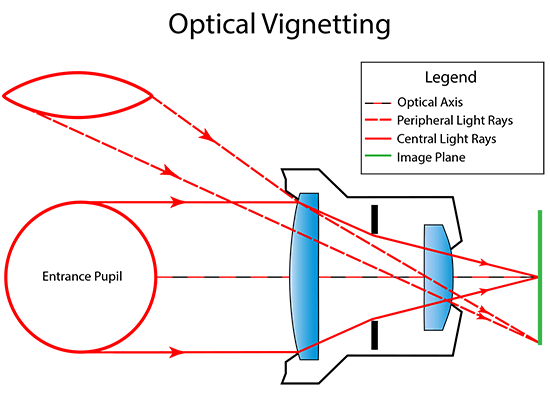 Optical Vignetting
Legend
Optical Axis
Peripheral Light Rays
Central Light Rays
Image Plane
Entrance Pupil